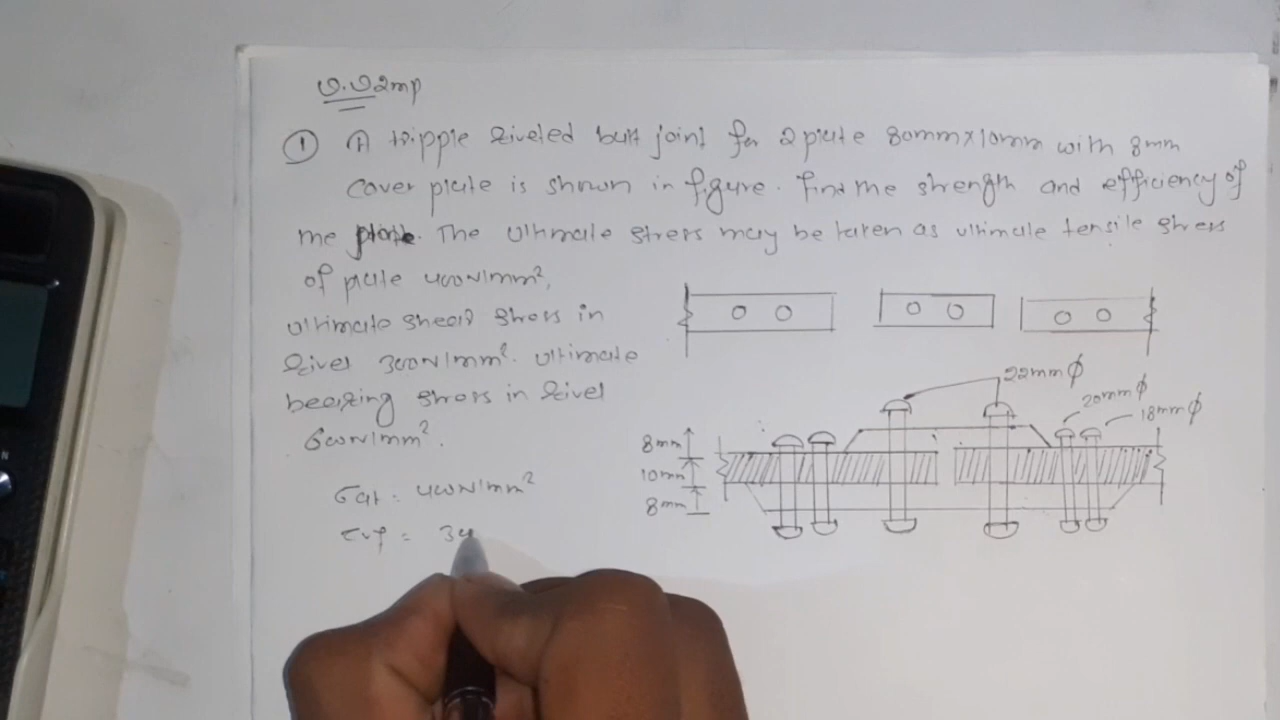 ① A tripple riveted butt joint for 2 plate 80mm×10mm with 8mm
cover plate is shown in figure. Find the strength and efficiency of
the plate. The Ultimate stress may be taken as ultimate tensile stress
of plate 400N/mm²,
ultimate shear stress in
rivet 300N/mm². Ultimate
bearing stress in rivet
600N/mm².
22mm ϕ
20mm ϕ
18mm ϕ
8mm
10mm
8mm
= 400N/mm²